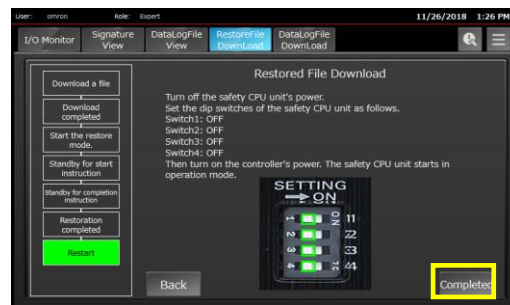 User: omron Role: Expert 11/26/2018 1:26 PM
I/O Monitor
Signature
View
DataLogFile
View
RestoreFile
DownLoad
DataLogFile
DownLoad
Restored File Download
Download a file
Download
completed
Start the restore
mode.
Standby for start
instruction
Standby for completion
instruction
Restoration
completed
Restart
Turn off the safety CPU unit's power.
Set the dip switches of the safety CPU unit as follows.
Switch1: OFF
Switch2: OFF
Switch3: OFF
Switch4: OFF
Then turn on the controller's power. The safety CPU unit starts in
operation mode.
SETTING
ON
1 ON 11
2 22
3 33
4 44
Back
Completed